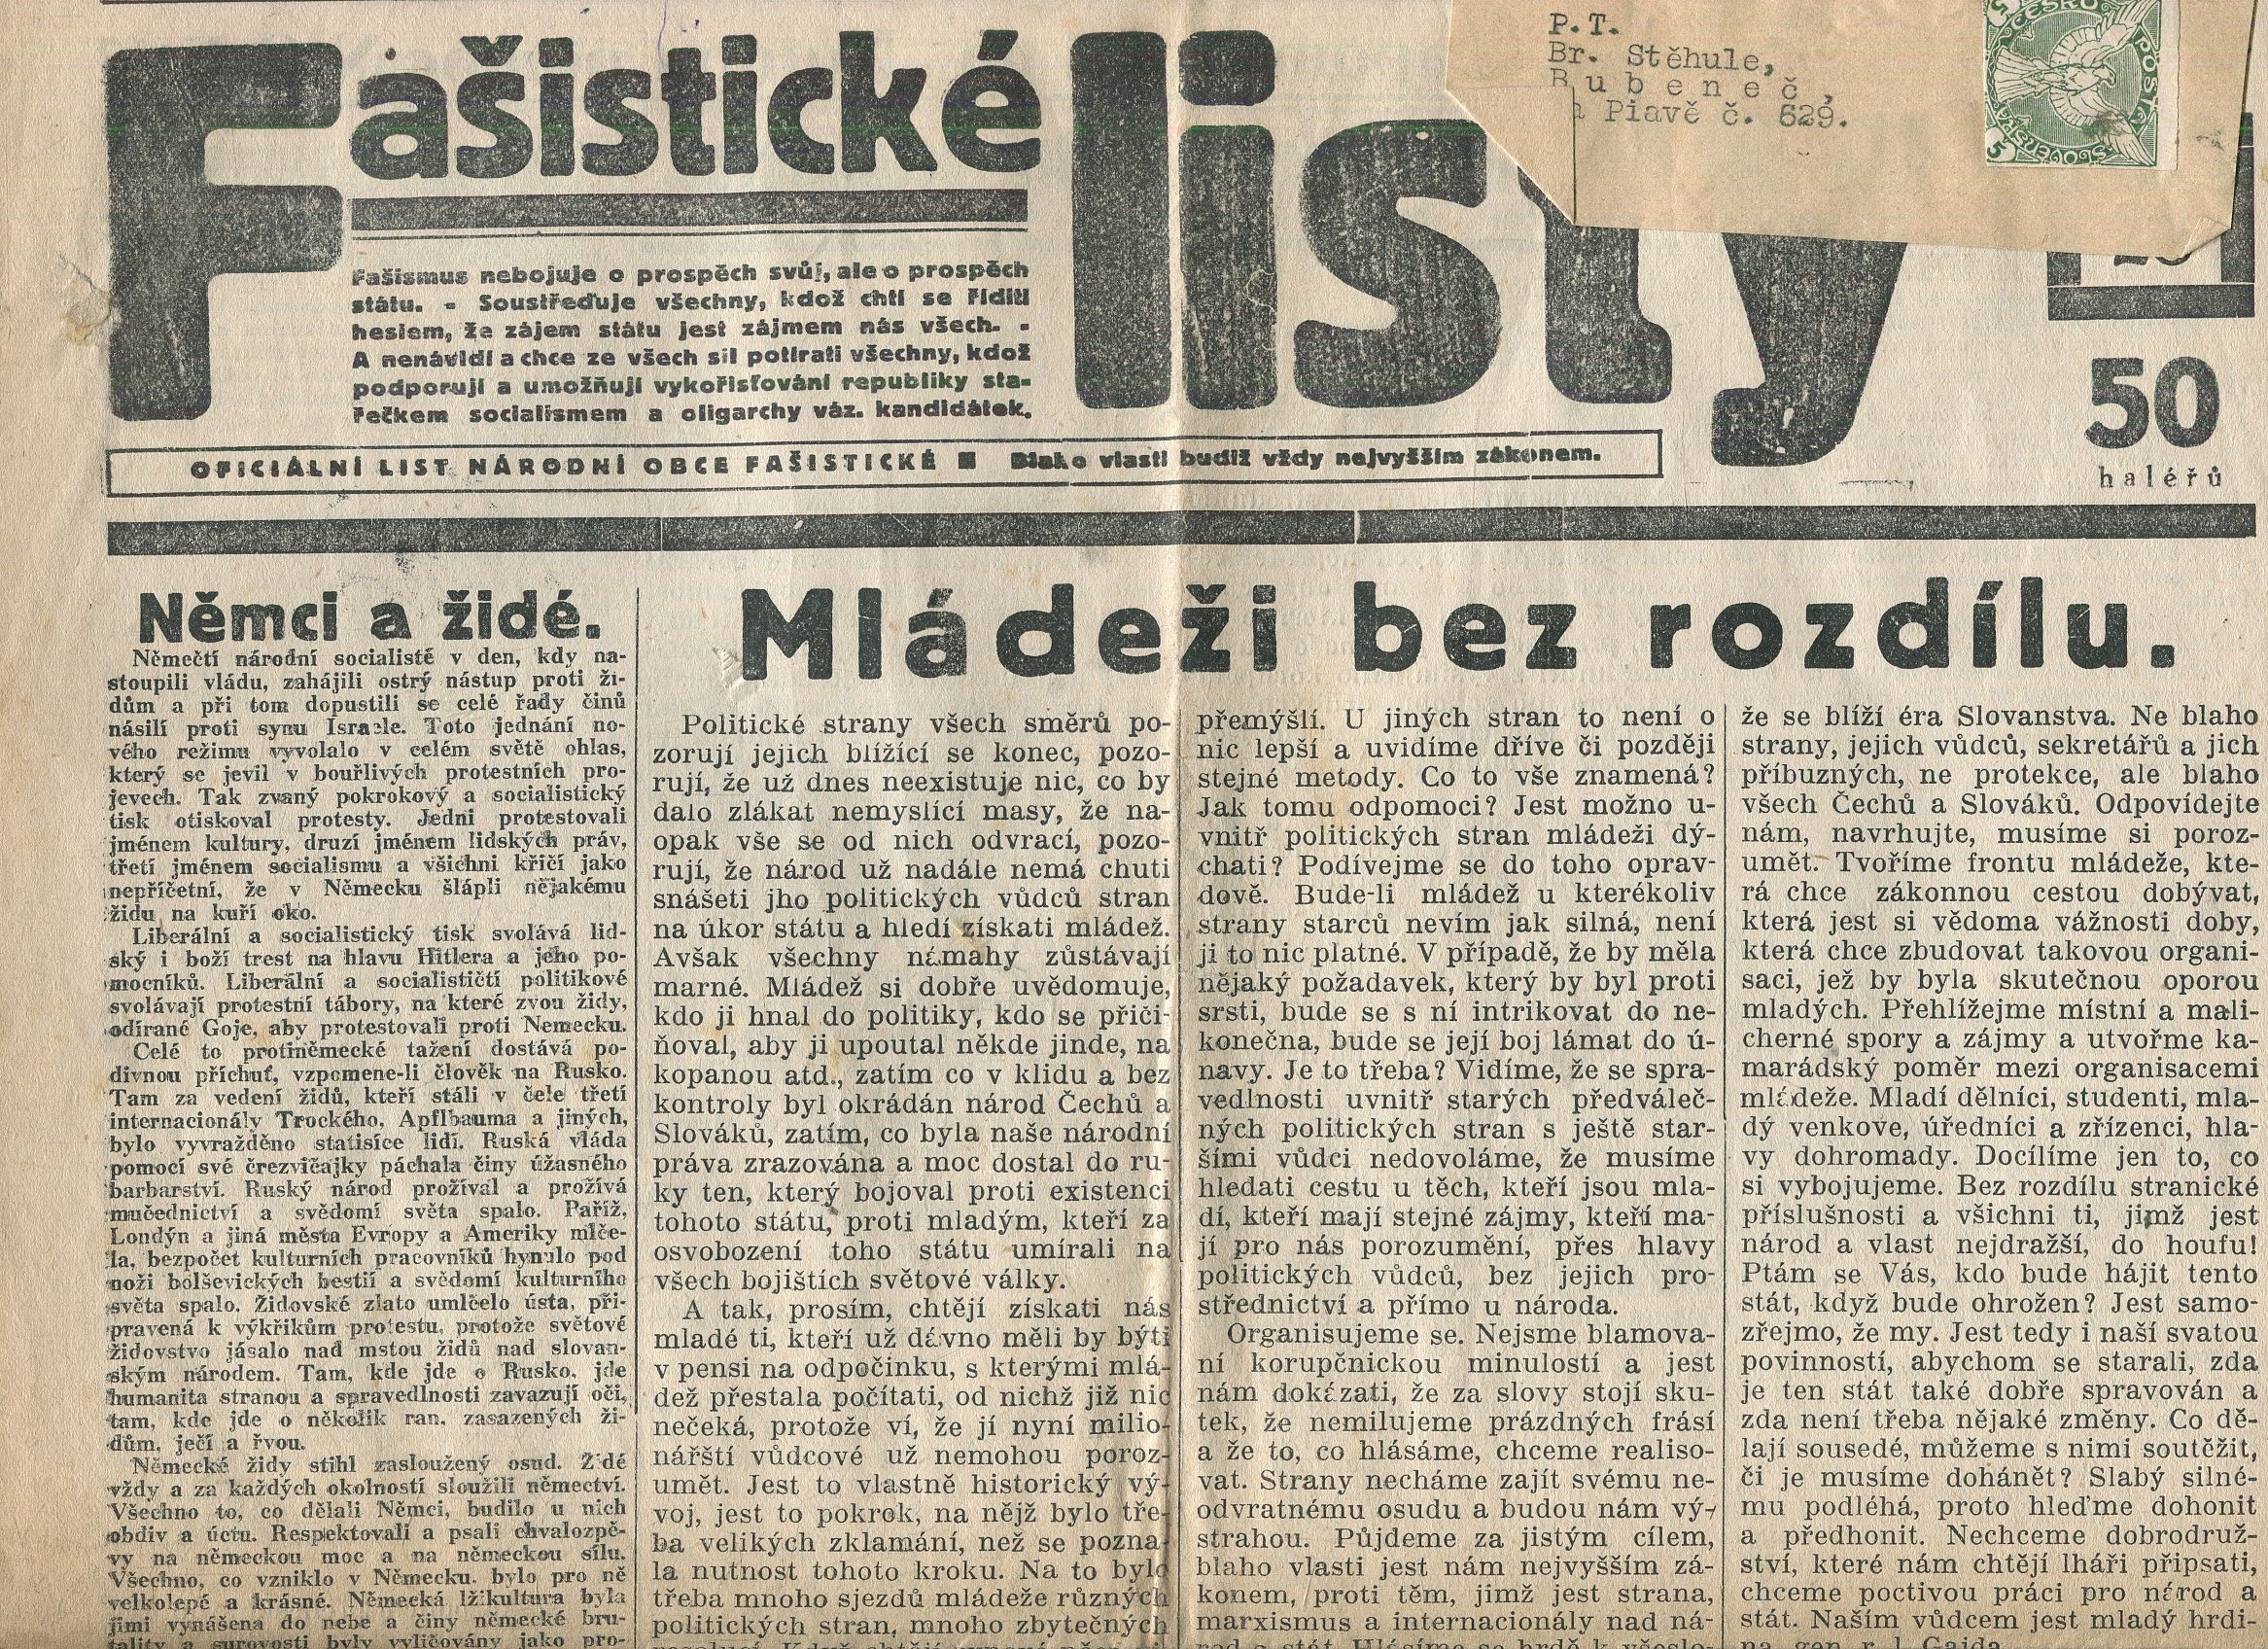 Fašistické listy
P. T.
Br. Stěhule,
B u b e n e č ,
Piavě č. 629.
ČESKO
POŠTA
SLOVENSKÁ
5
Fašismus nebojuje o prospěch svůj, ale o prospěch
státu. - Soustřeďuje všechny, kdož chtí se říditi
heslem, že zájem státu jest zájmem nás všech. -
A nenávidí a chce ze všech sil potírati všechny, kdož
podporují a umožňují vykořisťování republiky sta-
řečkem socialismem a oligarchy váz. kandidátek.
50
haléřů
OFICIÁLNÍ LIST NÁRODNÍ OBCE FAŠISTICKÉ ■ Blaho vlasti budiž vždy nejvyšším zákonem.
Němci a židé.
Němečtí národní socialisté v den, kdy na-
stoupili vládu, zahájili ostrý nástup proti ži-
dům a při tom dopustili se celé řady činů
násilí proti synu Israele. Toto jednání no-
vého režimu vyvolalo v celém světě ohlas,
který se jevil v bouřlivých protestních pro-
jevech. Tak zvaný pokrokový a socialistický
tisk otiskoval protesty. Jedni protestovali
jménem kultury, druzí jménem lidských práv,
třetí jménem socialismu a všichni křičí jako
nepříčetní, že v Německu šlápli nějakému
židu na kuří oko.
Liberální a socialistický tisk svolává lid-
ský i boží trest na hlavu Hitlera a jeho po-
mocníků. Liberální a socialističtí politikové
svolávají protestní tábory, na které zvou židy,
odírané Goje, aby protestovali proti Nemecku.
Celé to protiněmecké tažení dostává po-
divnou příchuť, vzpomene-li člověk na Rusko.
Tam za vedení židů, kteří stáli v čele třetí
internacionály Trockého, Apflbauma a jiných,
bylo vyvražděno statisíce lidí. Ruská vláda
pomocí své črezvičajky páchala činy úžasného
barbarství. Ruský národ prožíval a prožívá
mučednictví a svědomí světa spalo. Paříž,
Londýn a jiná města Evropy a Ameriky mlče-
la, bezpočet kulturních pracovníků hynulo pod
noži bolševických bestií a svědomí kulturního
světa spalo. Židovské zlato umlčelo ústa, při-
pravená k výkřikům protestu, protože světové
židovstvo jásalo nad mstou židů nad slovan-
ským národem. Tam, kde jde o Rusko, jde
humanita stranou a spravedlnosti zavazují oči,
tam, kde jde o několik ran, zasazených ži-
dům, ječí a řvou.
Německé židy stihl zasloužený osud. Židé
vždy a za každých okolností sloužili němectví.
Všechno to, co dělali Němci, budilo u nich
obdiv a úctu. Respektovali a psali chvalozpě-
vy na německou moc a na německou sílu.
Všechno, co vzniklo v Německu, bylo pro ně
velkolepé a krásné. Německá lžikultura byla
jimi vynášena do nebe a činy německé bru-
tality a surovosti byly vyličovány jako pro-
Mládeži bez rozdílu.
Politické strany všech směrů po-
zorují jejich blížící se konec, pozo-
rují, že už dnes neexistuje nic, co by
dalo zlákat nemyslící masy, že na-
opak vše se od nich odvrací, pozo-
rují, že národ už nadále nemá chuti
snášeti jho politických vůdců stran
na úkor státu a hledí získati mládež.
Avšak všechny námahy zůstávají
marné. Mládež si dobře uvědomuje,
kdo ji hnal do politiky, kdo se přiči-
ňoval, aby ji upoutal někde jinde, na
kopanou atd., zatím co v klidu a bez
kontroly byl okrádán národ Čechů a
Slováků, zatím, co byla naše národní
práva zrazována a moc dostal do ru-
ky ten, který bojoval proti existenci
tohoto státu, proti mladým, kteří za
osvobození toho státu umírali na
všech bojištích světové války.
A tak, prosím, chtějí získati nás
mladé ti, kteří už dávno měli by býti
v pensi na odpočinku, s kterými mlá-
dež přestala počítati, od nichž již nic
nečeká, protože ví, že jí nyní milio-
nářští vůdcové už nemohou poroz-
umět. Jest to vlastně historický vý-
voj, jest to pokrok, na nějž bylo tře-
ba velikých zklamání, než se pozna-
la nutnost tohoto kroku. Na to bylo
třeba mnoho sjezdů mládeže různých
politických stran, mnoho zbytečných
přemýšlí. U jiných stran to není o
nic lepší a uvidíme dříve či později
stejné metody. Co to vše znamená?
Jak tomu odpomoci? Jest možno u-
vnitř politických stran mládeži dý-
chati? Podívejme se do toho oprav-
dově. Bude-li mládež u kterékoliv
strany starců nevím jak silná, není
ji to nic platné. V případě, že by měla
nějaký požadavek, který by byl proti
srsti, bude se s ní intrikovat do ne-
konečna, bude se její boj lámat do ú-
navy. Je to třeba? Vidíme, že se spra-
vedlnosti uvnitř starých předváleč-
ných politických stran s ještě star-
šími vůdci nedovoláme, že musíme
hledati cestu u těch, kteří jsou mla-
dí, kteří mají stejné zájmy, kteří ma-
jí pro nás porozumění, přes hlavy
politických vůdců, bez jejich pro-
střednictví a přímo u národa.
Organisujeme se. Nejsme blamova-
ní korupčnickou minulostí a jest
nám dokázati, že za slovy stojí sku-
tek, že nemilujeme prázdných frásí
a že to, co hlásáme, chceme realiso-
vat. Strany necháme zajít svému ne-
odvratnému osudu a budou nám vý-
strahou. Půjdeme za jistým cílem,
blaho vlasti jest nám nejvyšším zá-
konem, proti těm, jimž jest strana,
marxismus a internacionály nad ná-
rod a stát. Hlásíme se hrdě k všeslo-
že se blíží éra Slovanstva. Ne blaho
strany, jejich vůdců, sekretářů a jich
příbuzných, ne protekce, ale blaho
všech Čechů a Slováků. Odpovídejte
nám, navrhujte, musíme si poroz-
umět. Tvoříme frontu mládeže, kte-
rá chce zákonnou cestou dobývat,
která jest si vědoma vážnosti doby,
která chce zbudovat takovou organi-
saci, jež by byla skutečnou oporou
mladých. Přehlížejme místní a mali-
cherné spory a zájmy a utvořme ka-
marádský poměr mezi organisacemi
mládeže. Mladí dělníci, studenti, mla-
dý venkove, úředníci a zřízenci, hla-
vy dohromady. Docílíme jen to, co
si vybojujeme. Bez rozdílu stranické
příslušnosti a všichni ti, jimž jest
národ a vlast nejdražší, do houfu!
Ptám se Vás, kdo bude hájit tento
stát, když bude ohrožen? Jest samo-
zřejmo, že my. Jest tedy i naší svatou
povinností, abychom se starali, zda
je ten stát také dobře spravován a
zda není třeba nějaké změny. Co dě-
lají sousedé, můžeme s nimi soutěžit,
či je musíme dohánět? Slabý silné-
mu podléhá, proto hleďme dohonit
a předhonit. Nechceme dobrodruž-
ství, které nám chtějí lháři připsati,
chceme poctivou práci pro národ a
stát. Naším vůdcem jest mladý hrdi-
na gen. r. l. Gajda.